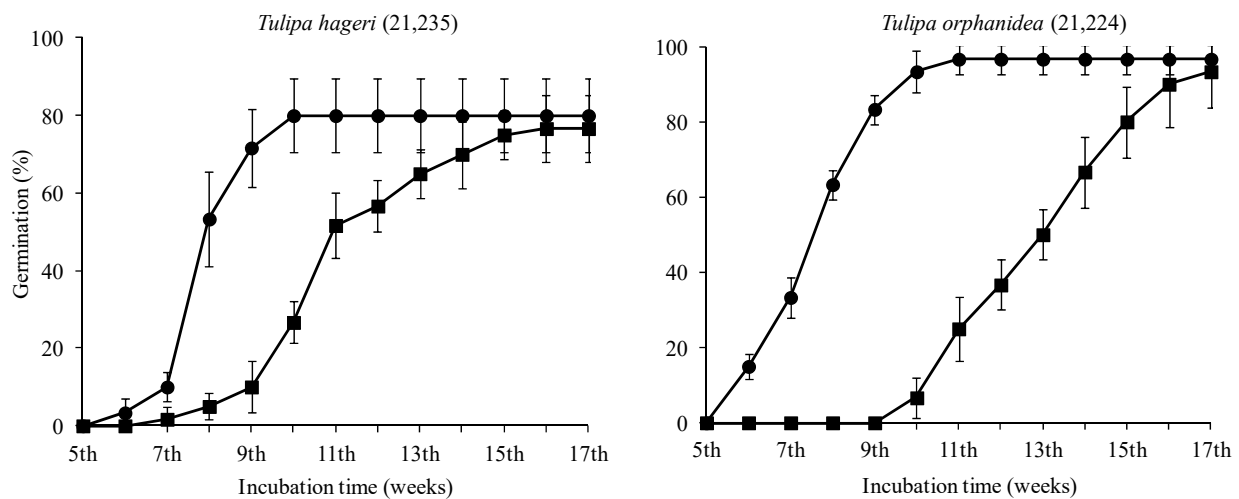 Tulipa hageri (21,235)
100
80
60
40
20
0
Germination (%)
5th 7th 9th 11th 13th 15th 17th
Incubation time (weeks)
Tulipa orphanidea (21,224)
100
80
60
40
20
0
5th 7th 9th 11th 13th 15th 17th
Incubation time (weeks)